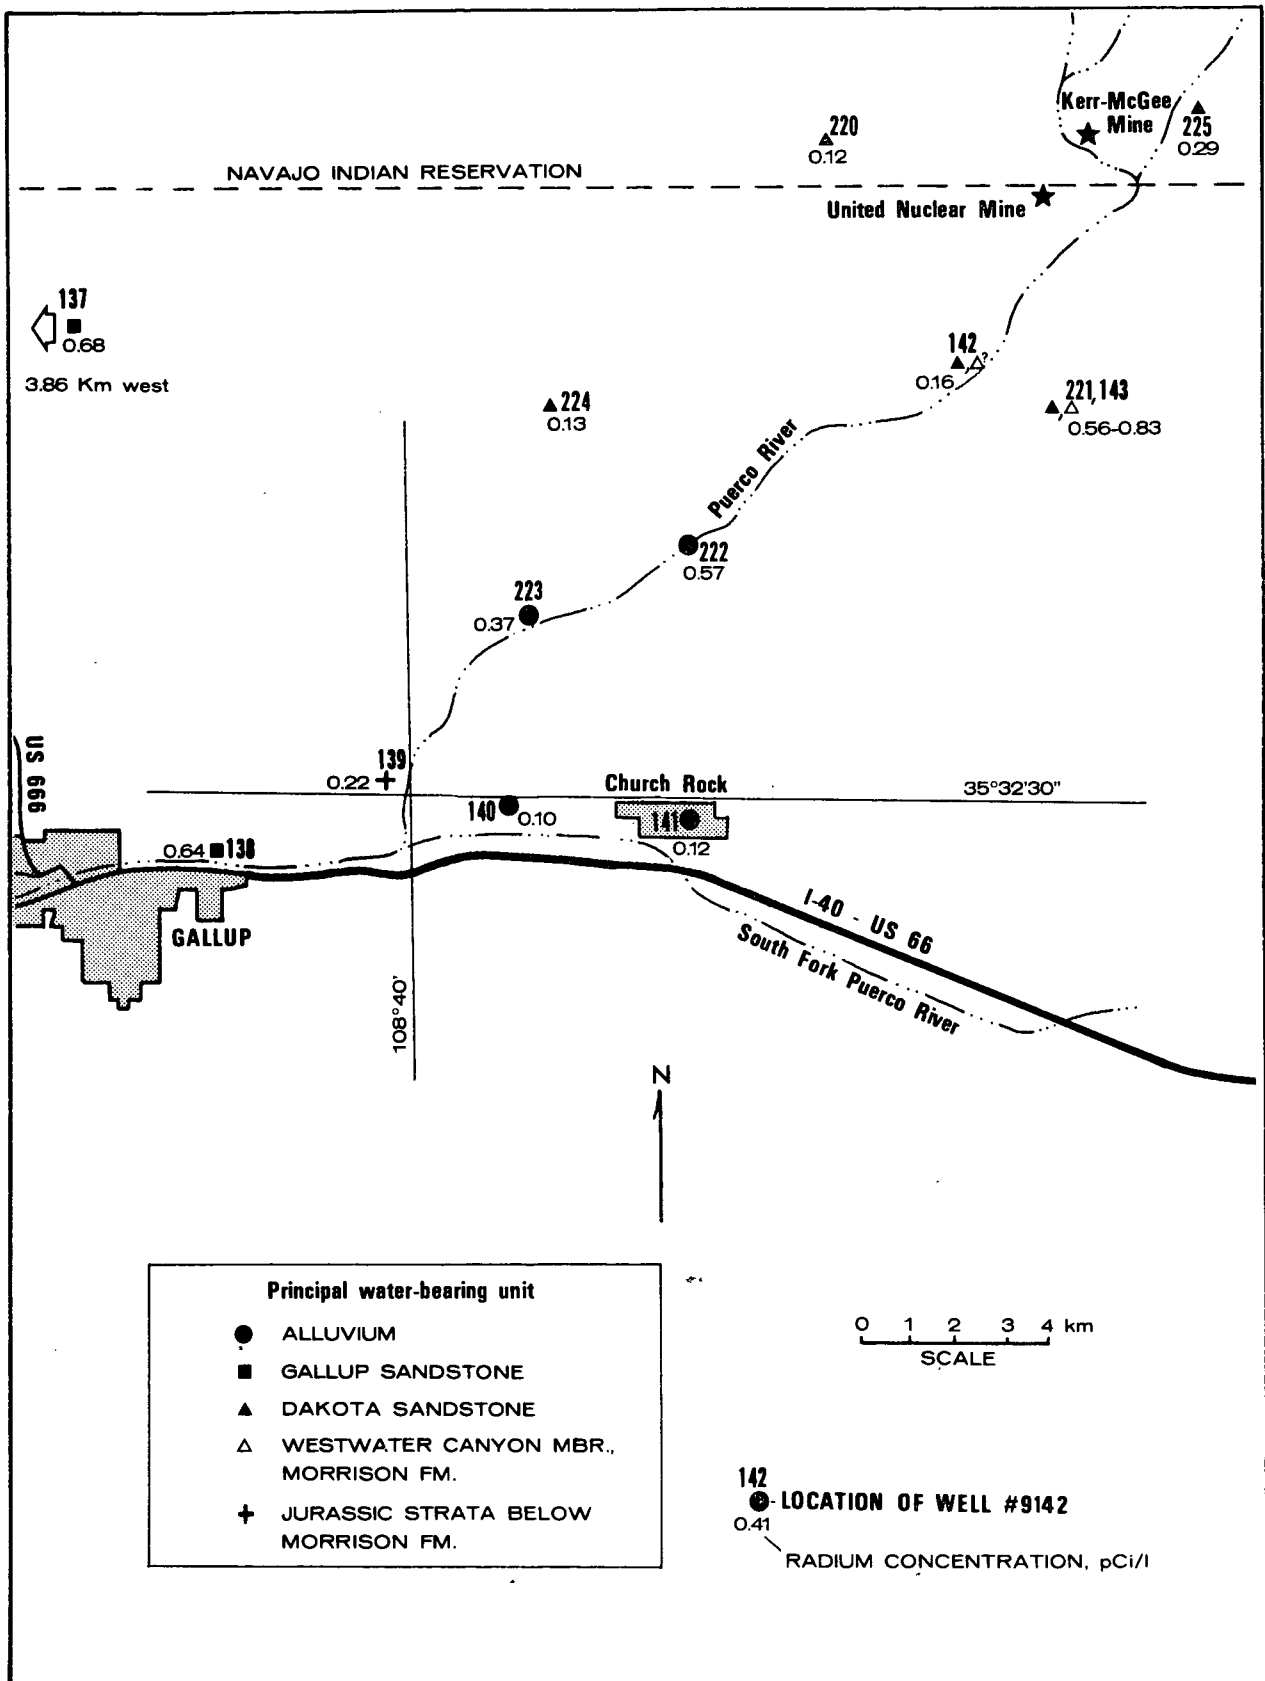 Kerr-McGee
Mine
220
0.12
225
0.29
NAVAJO INDIAN RESERVATION
United Nuclear Mine
137
0.68
3.86 Km west
142
?
0.16
221,143
0.56-0.83
224
0.13
Puerco River
222
0.57
223
0.37
US 666
139
0.22
Church Rock
35°32'30"
140
0.10
141
0.12
0.64
138
GALLUP
I-40 - US 66
South Fork Puerco River
108°40'
N
Principal water-bearing unit
ALLUVIUM
GALLUP SANDSTONE
DAKOTA SANDSTONE
WESTWATER CANYON MBR.,
MORRISON FM.
JURASSIC STRATA BELOW
MORRISON FM.
0 1 2 3 4 km
SCALE
142
LOCATION OF WELL #9142
0.41
RADIUM CONCENTRATION, pCi/l